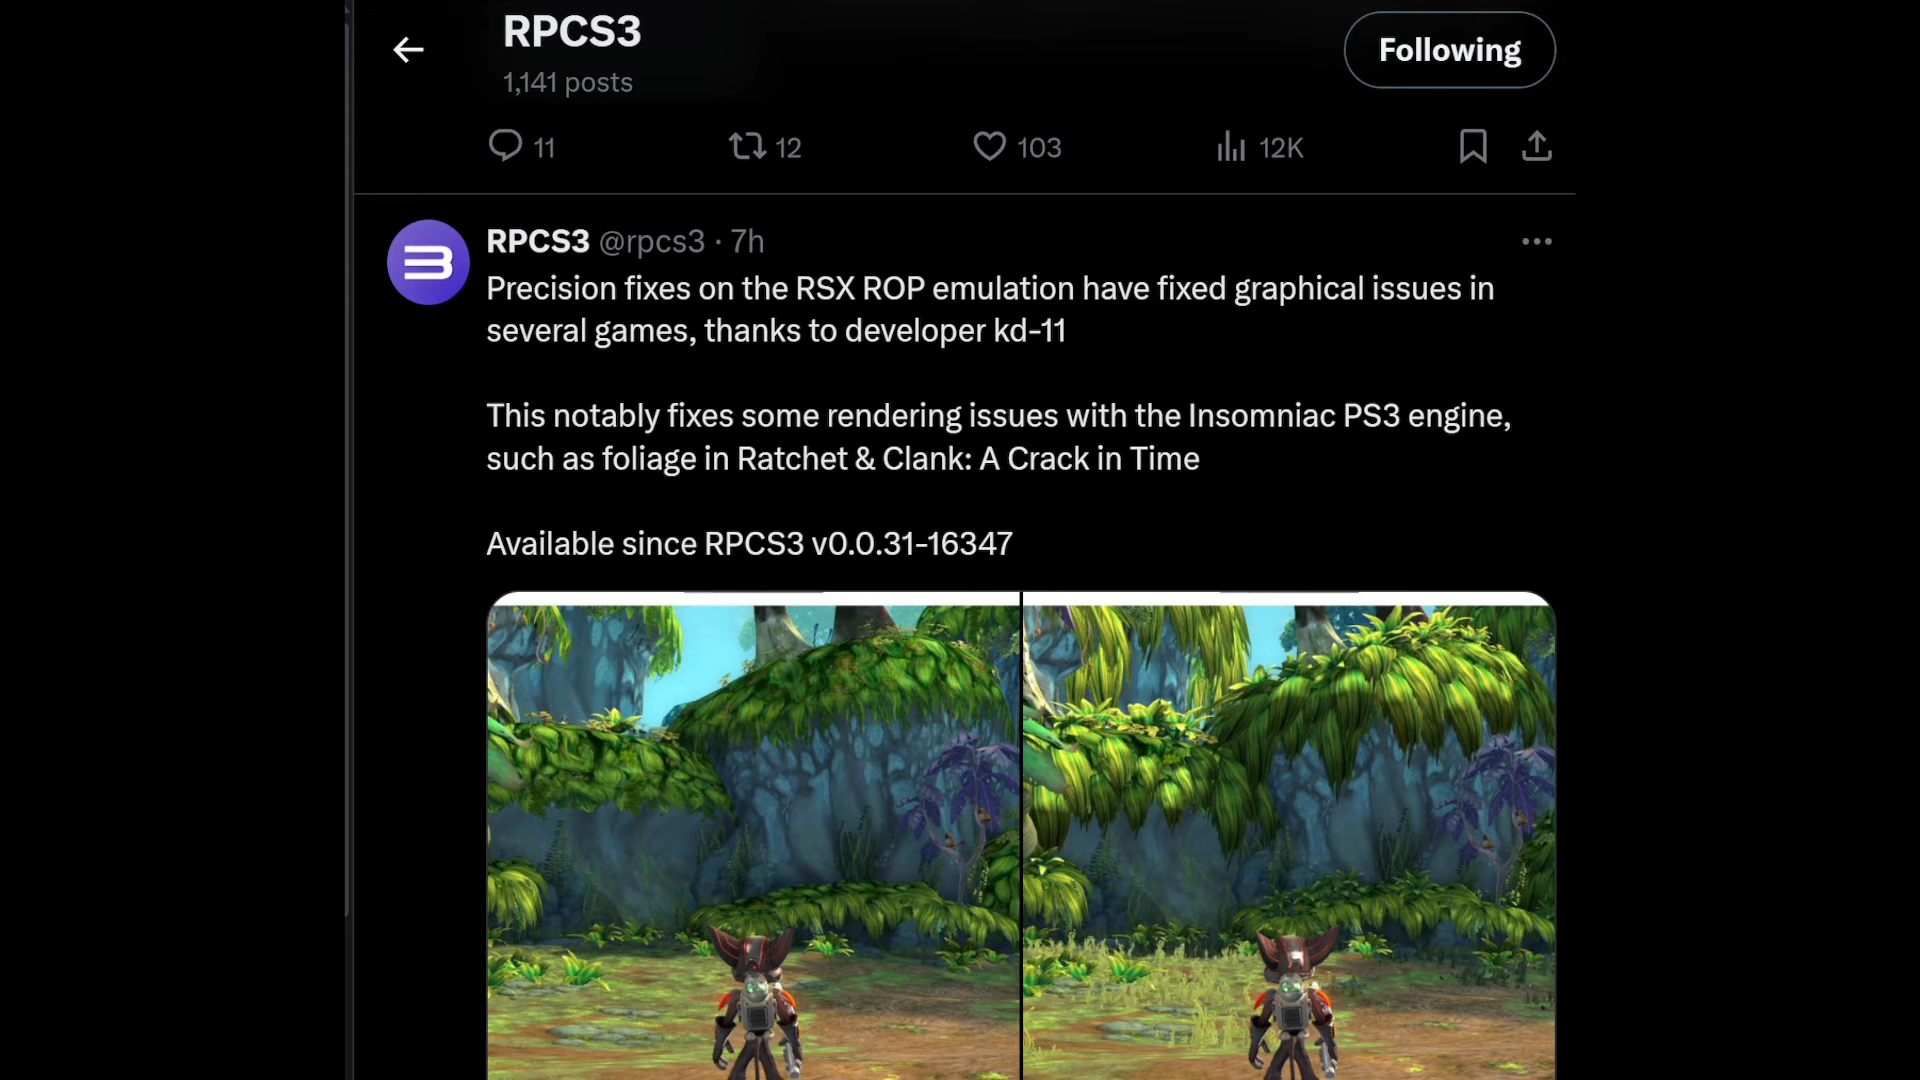 RPCS3
1,141 posts
Following
11
12
103
12K
RPCS3 @rpcs3 · 7h
Precision fixes on the RSX ROP emulation have fixed graphical issues in
several games, thanks to developer kd-11
This notably fixes some rendering issues with the Insomniac PS3 engine,
such as foliage in Ratchet & Clank: A Crack in Time
Available since RPCS3 v0.0.31-16347